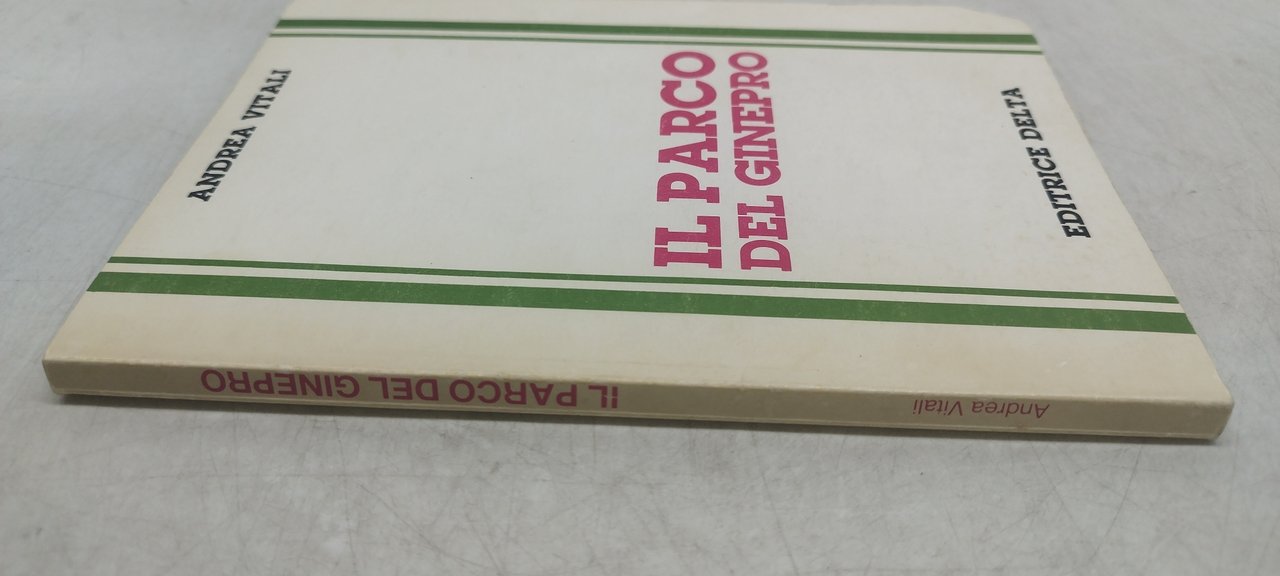 ANDREA VITALI
IL PARCO
DEL GINEPRO
EDITRICE DELTA
Andrea Vitali
IL PARCO DEL GINEPRO